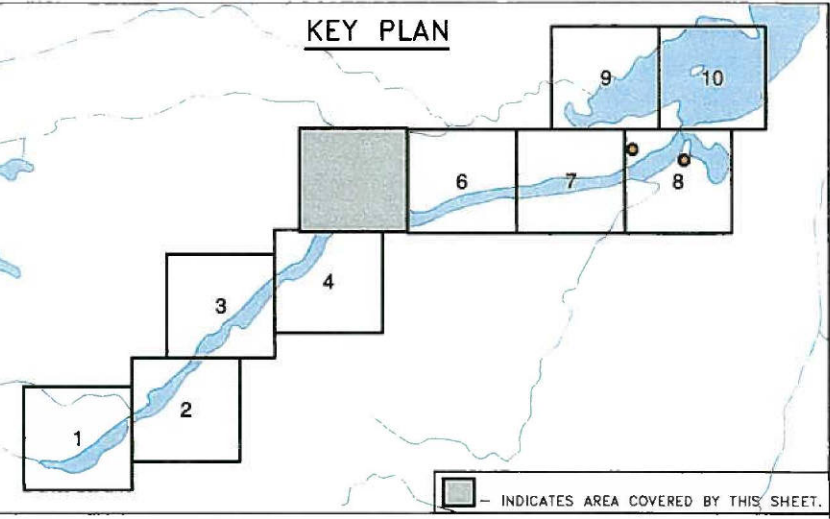 KEY PLAN
9 10
6 7 8
4
3
2
1
– INDICATES AREA COVERED BY THIS SHEET.